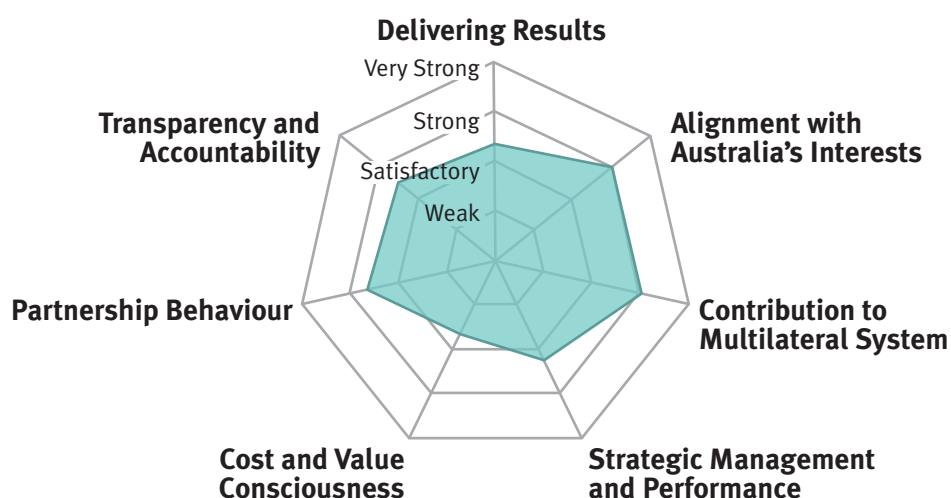 Delivering Results
Very Strong
Strong
Satisfactory
Weak
Transparency and
Accountability
Alignment with
Australia’s Interests
Partnership Behaviour
Contribution to
Multilateral System
Cost and Value
Consciousness
Strategic Management
and Performance